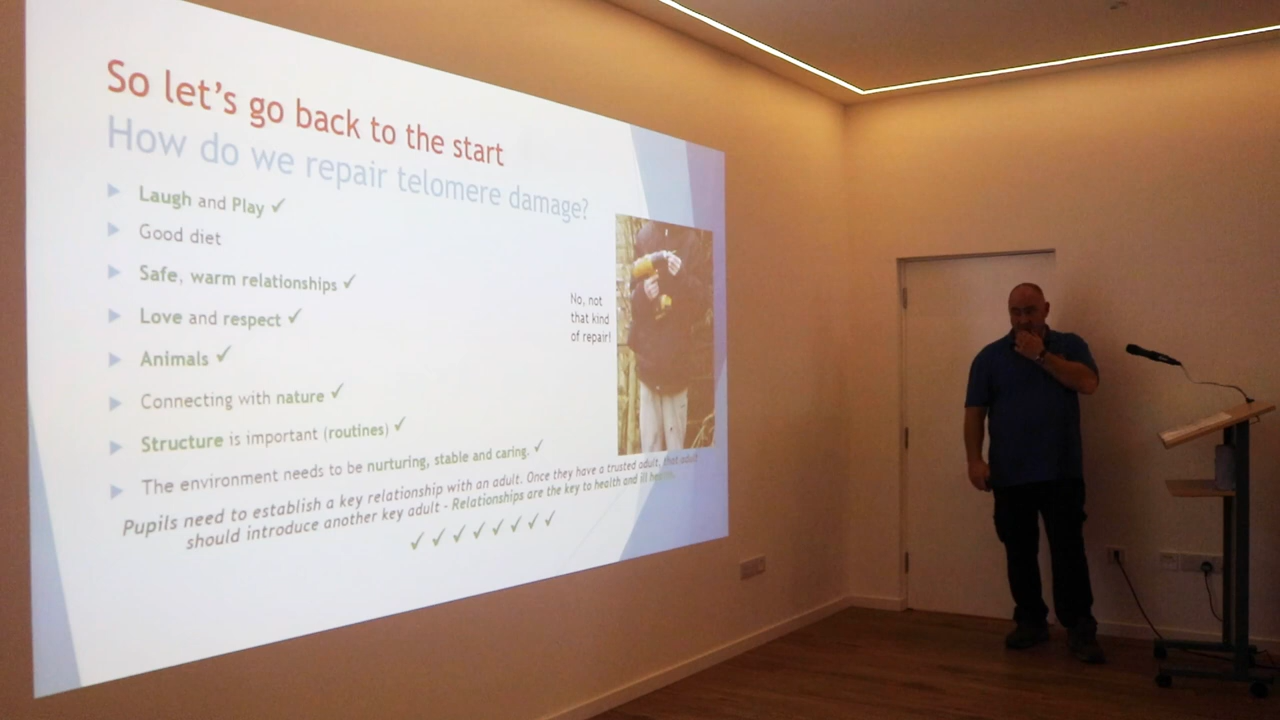 So let's go back to the start
How do we repair telomere damage?
Laugh and Play ✓
Good diet
Safe, warm relationships ✓
Love and respect ✓
Animals ✓
Connecting with nature ✓
Structure is important (routines) ✓
The environment needs to be nurturing, stable and caring. ✓
Pupils need to establish a key relationship with an adult. Once they have a trusted adult, that adult
should introduce another key adult - Relationships are the key to health and ill health.
✓ ✓ ✓ ✓ ✓ ✓ ✓
No, not
that kind
of repair!